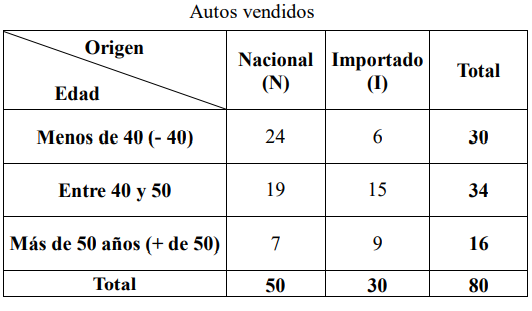 Autos vendidos
Origen
Edad
Nacional
(N)
Importado
(I)
Total
Menos de 40 (- 40)
24
6
30
Entre 40 y 50
19
15
34
Más de 50 años (+ de 50)
7
9
16
Total
50
30
80